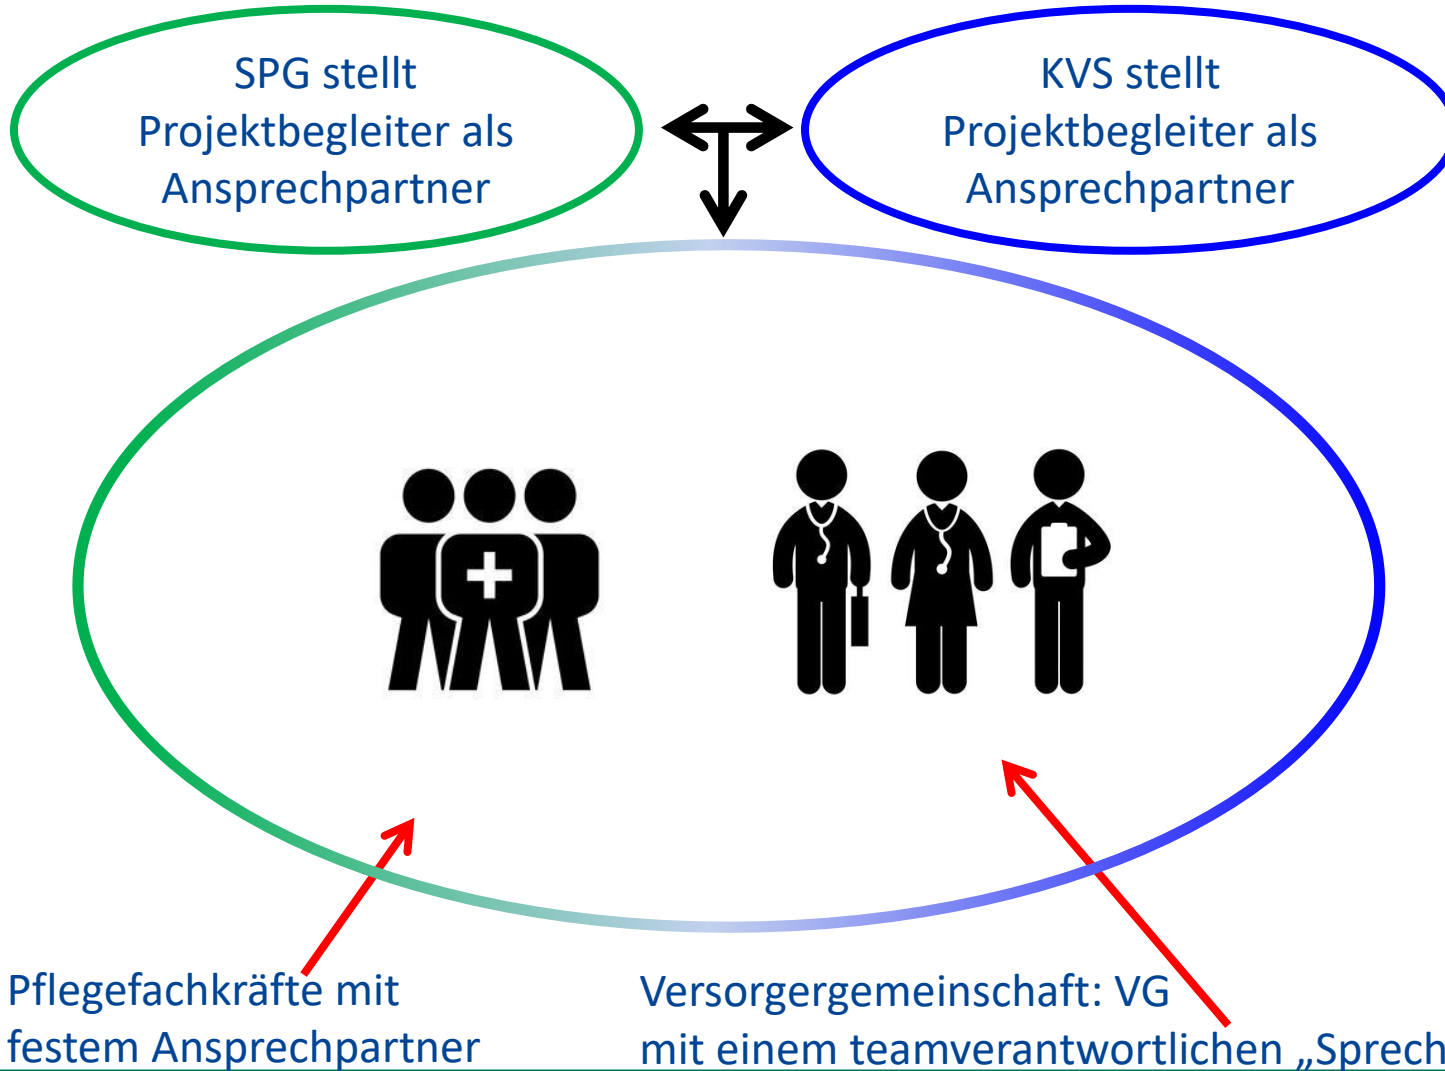 SPG stellt
Projektbegleiter als
Ansprechpartner
KVS stellt
Projektbegleiter als
Ansprechpartner
Pflegefachkräfte mit
festem Ansprechpartner
Versorgergemeinschaft: VG
mit einem teamverantwortlichen „Sprech